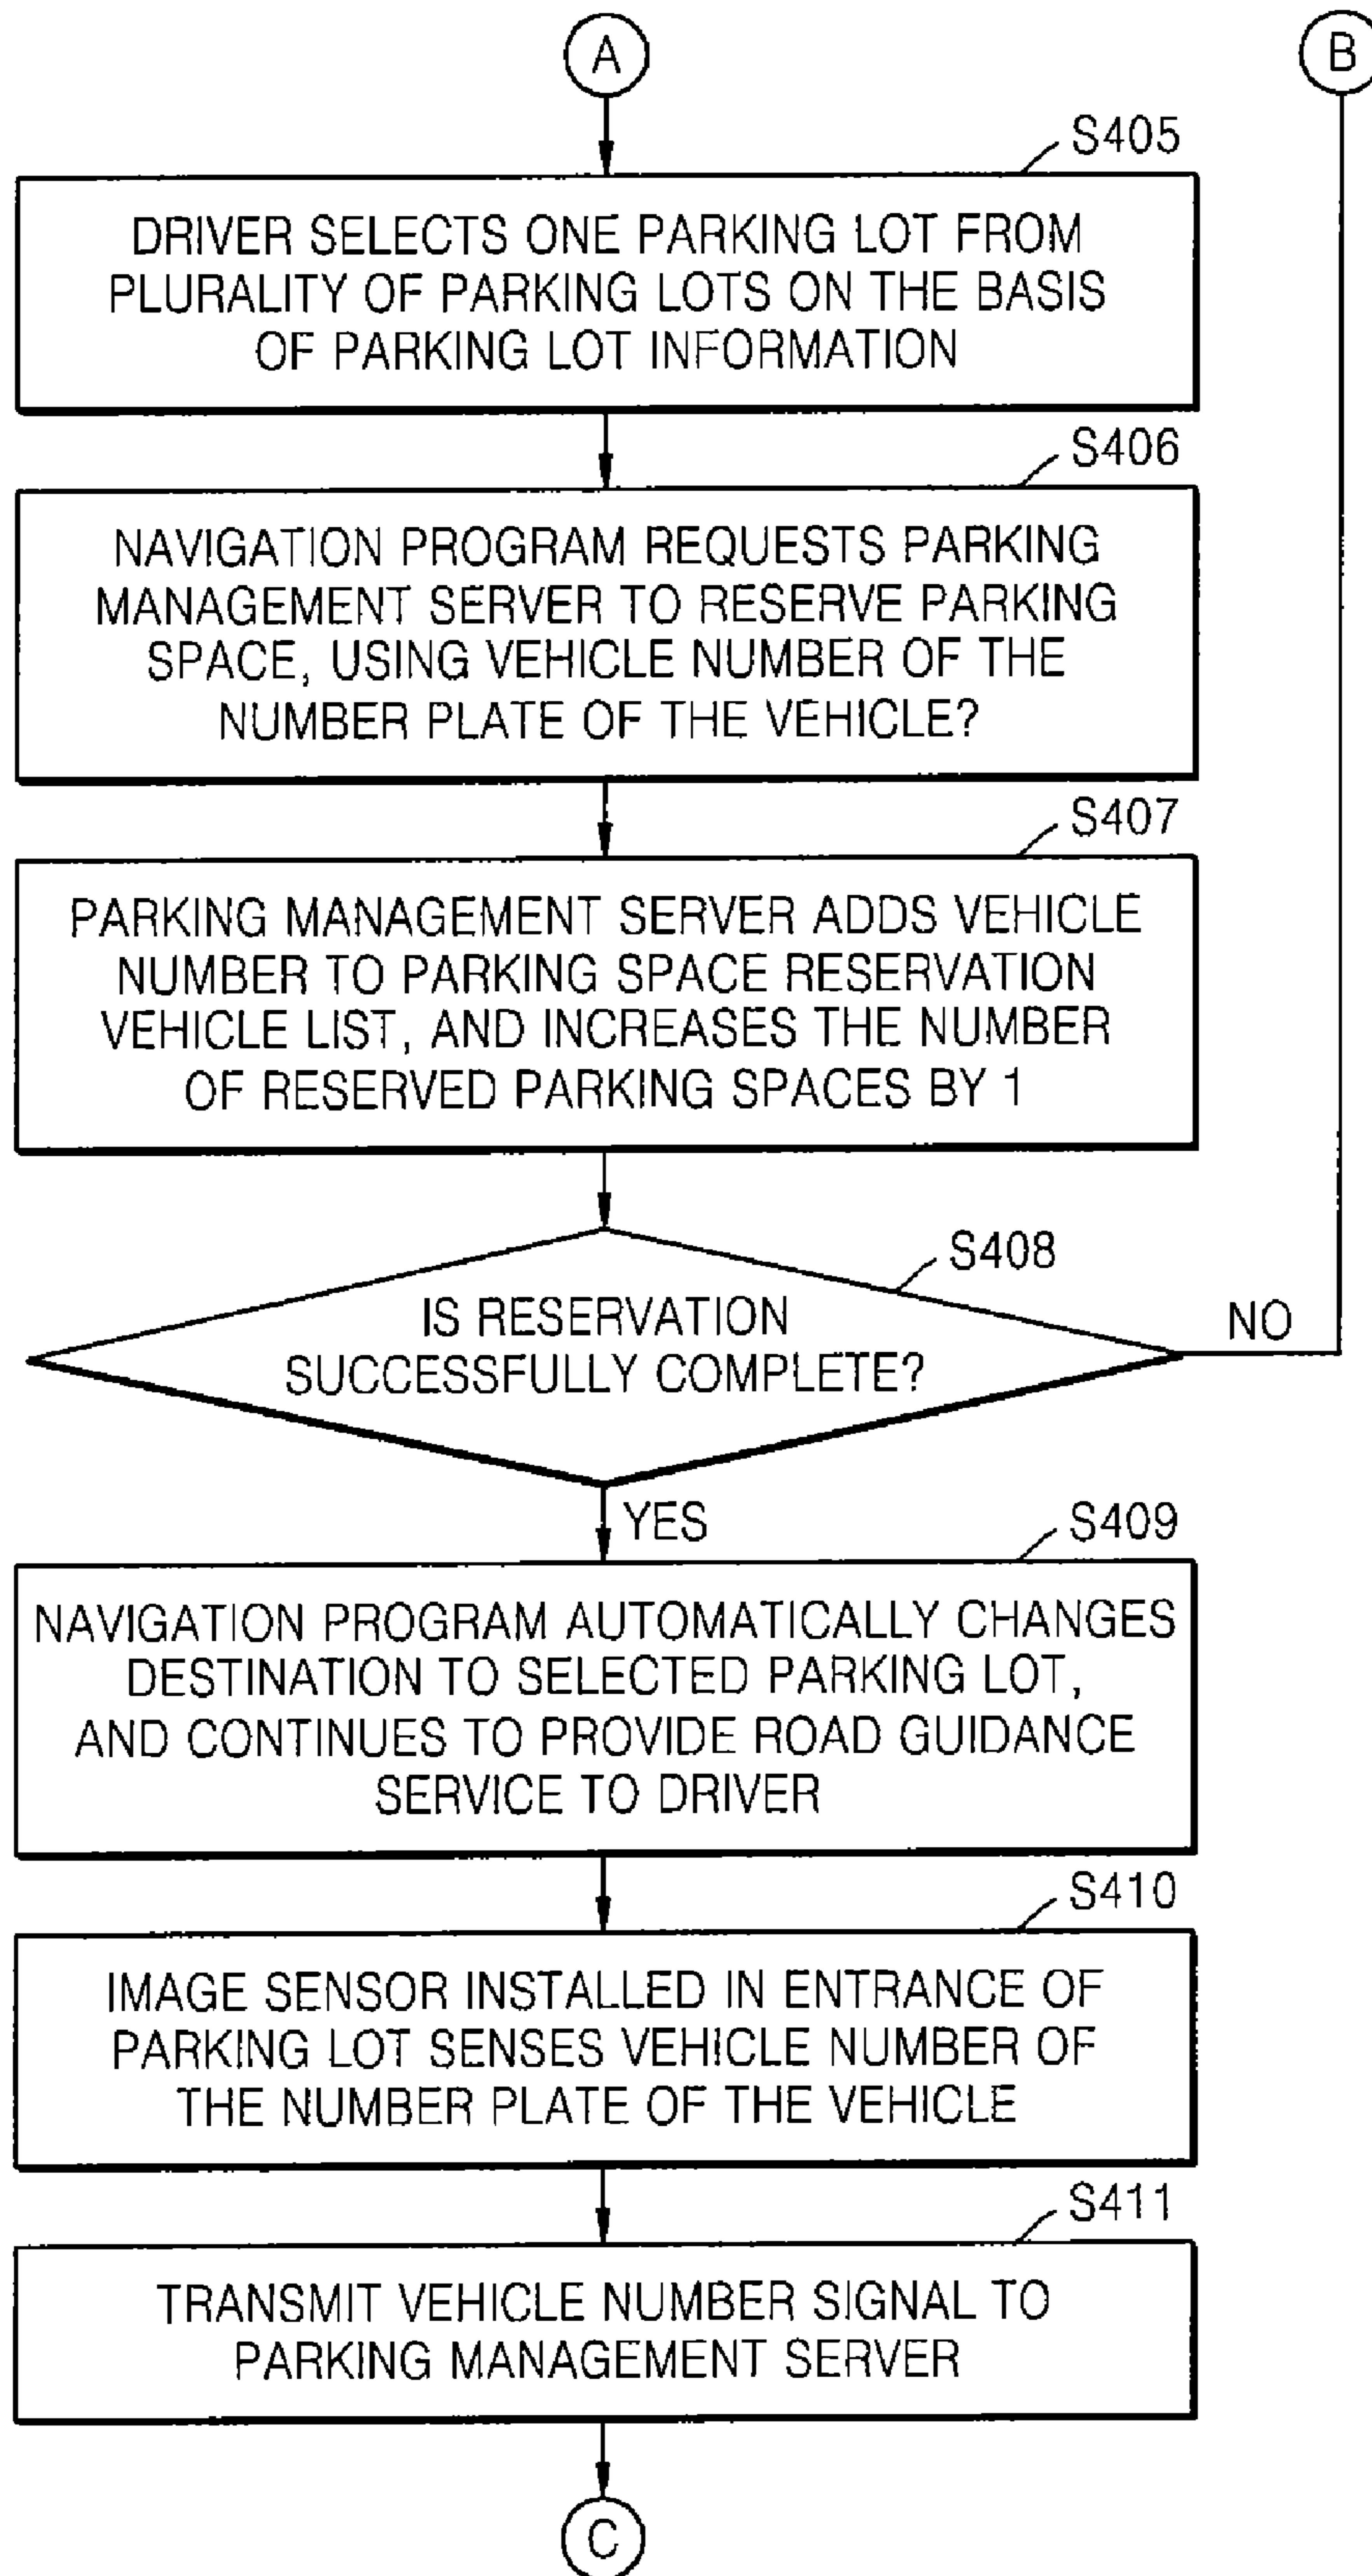 A
B
S405
DRIVER SELECTS ONE PARKING LOT FROM
PLURALITY OF PARKING LOTS ON THE BASIS
OF PARKING LOT INFORMATION
S406
NAVIGATION PROGRAM REQUESTS PARKING
MANAGEMENT SERVER TO RESERVE PARKING
SPACE, USING VEHICLE NUMBER OF THE
NUMBER PLATE OF THE VEHICLE?
S407
PARKING MANAGEMENT SERVER ADDS VEHICLE
NUMBER TO PARKING SPACE RESERVATION
VEHICLE LIST, AND INCREASES THE NUMBER
OF RESERVED PARKING SPACES BY 1
S408
IS RESERVATION
SUCCESSFULLY COMPLETE?
NO
YES
S409
NAVIGATION PROGRAM AUTOMATICALLY CHANGES
DESTINATION TO SELECTED PARKING LOT,
AND CONTINUES TO PROVIDE ROAD GUIDANCE
SERVICE TO DRIVER
S410
IMAGE SENSOR INSTALLED IN ENTRANCE OF
PARKING LOT SENSES VEHICLE NUMBER OF
THE NUMBER PLATE OF THE VEHICLE
S411
TRANSMIT VEHICLE NUMBER SIGNAL TO
PARKING MANAGEMENT SERVER
C